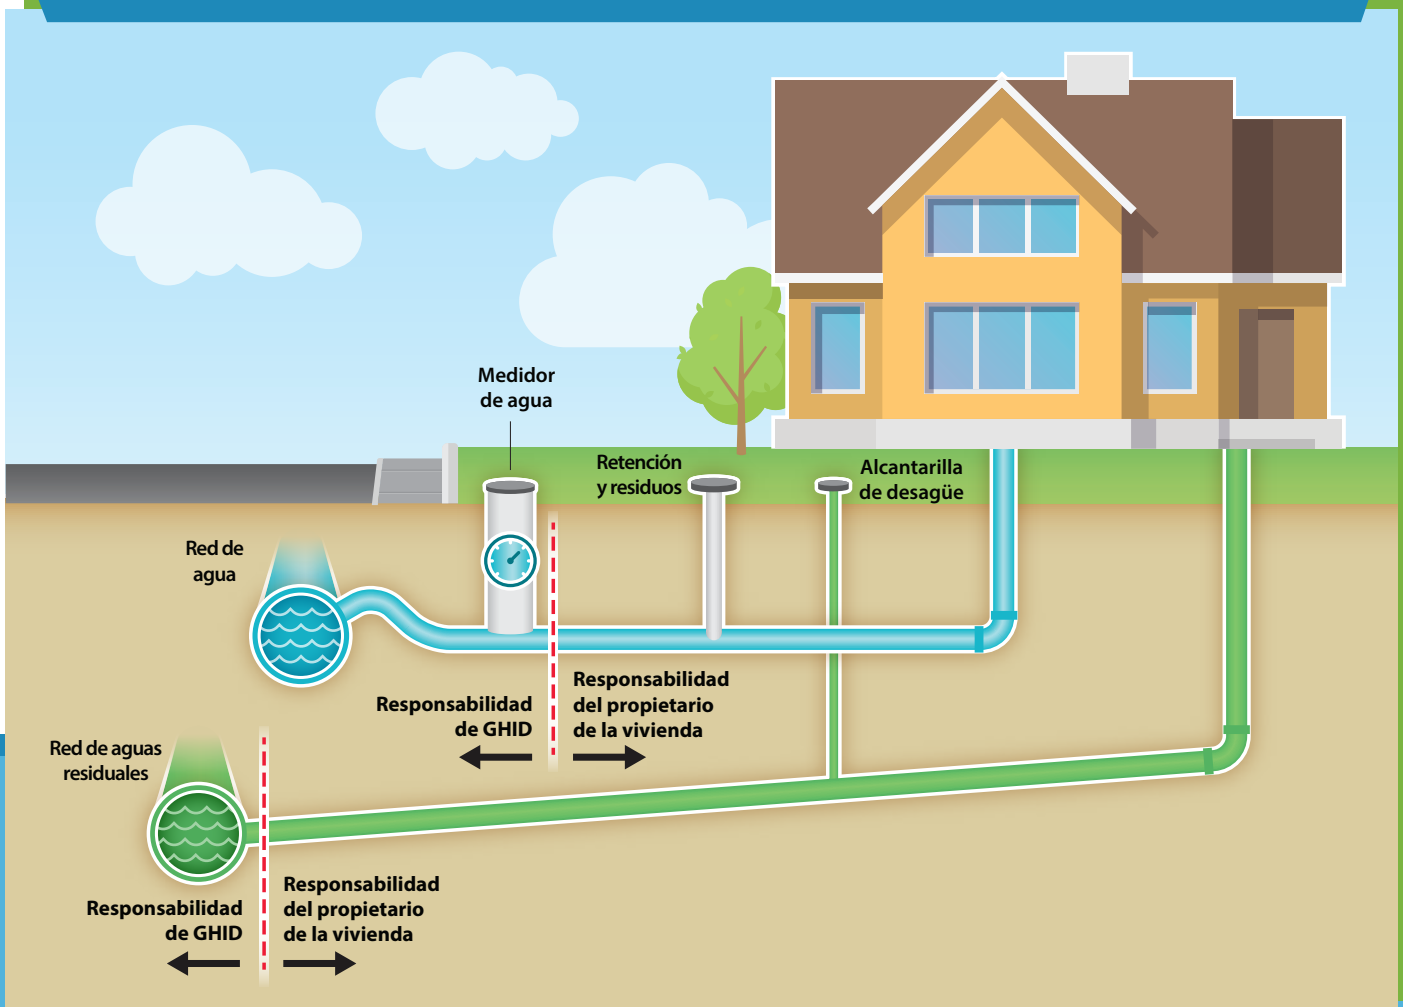 Medidor
de agua
Retención
y residuos
Alcantarilla
de desagüe
Red de
agua
Responsabilidad
de GHID
Responsabilidad
del propietario
de la vivienda
Red de aguas
residuales
Responsabilidad
de GHID
Responsabilidad
del propietario
de la vivienda